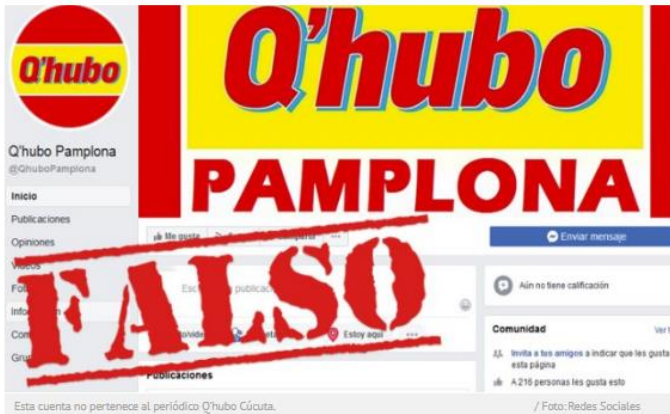 Q'hubo
Q'hubo
PAMPLONA
Q'hubo Pamplona
@QhuboPamplona
Inicio
Publicaciones
Opiniones
Me gusta
Enviar mensaje
FALSO
Aún no tiene calificación
Estoy aquí
Comunidad
Invita a tus amigos a indicar que les gusta
esta página
A 216 personas les gusta esto
Publicaciones
Esta cuenta no pertenece al periódico Q'hubo Cúcuta.
/ Foto: Redes Sociales